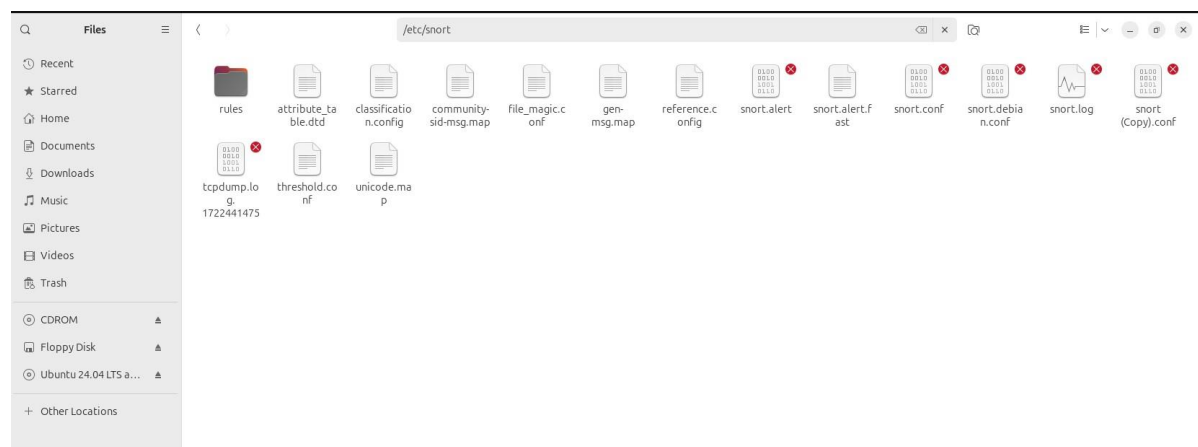 Files
/etc/snort
Recent
Starred
Home
Documents
Downloads
Music
Pictures
Videos
Trash
CDROM
Floppy Disk
Ubuntu 24.04 LTS a…
Other Locations
rules
attribute_ta
ble.dtd
classificatio
n.config
community-
sid-msg.map
file_magic.c
onf
gen-
msg.map
reference.c
onfig
snort.alert
snort.alert.f
ast
snort.conf
snort.debia
n.conf
snort.log
snort
(Copy).conf
tcpdump.lo
g.
1722441475
threshold.co
nf
unicode.ma
p